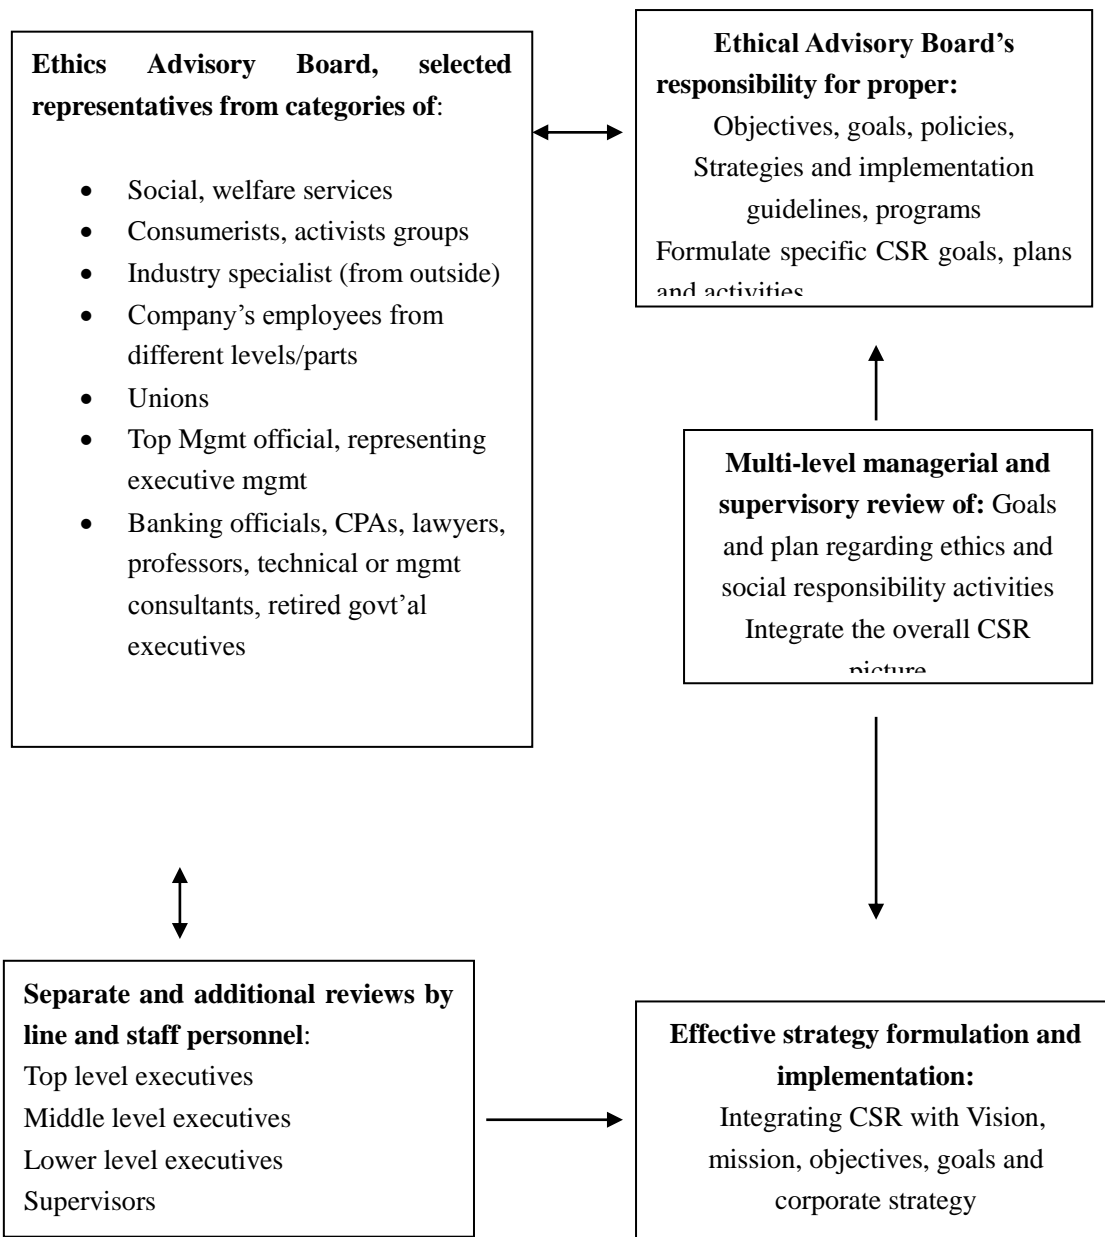 Ethics Advisory Board, selected
representatives from categories of:
• Social, welfare services
• Consumerists, activists groups
• Industry specialist (from outside)
• Company’s employees from
different levels/parts
• Unions
• Top Mgmt official, representing
executive mgmt
• Banking officials, CPAs, lawyers,
professors, technical or mgmt
consultants, retired govt’al
executives
Ethical Advisory Board’s
responsibility for proper:
Objectives, goals, policies,
Strategies and implementation
guidelines, programs
Formulate specific CSR goals, plans
and activities
Multi-level managerial and
supervisory review of: Goals
and plan regarding ethics and
social responsibility activities
Integrate the overall CSR
picture
Separate and additional reviews by
line and staff personnel:
Top level executives
Middle level executives
Lower level executives
Supervisors
Effective strategy formulation and
implementation:
Integrating CSR with Vision,
mission, objectives, goals and
corporate strategy